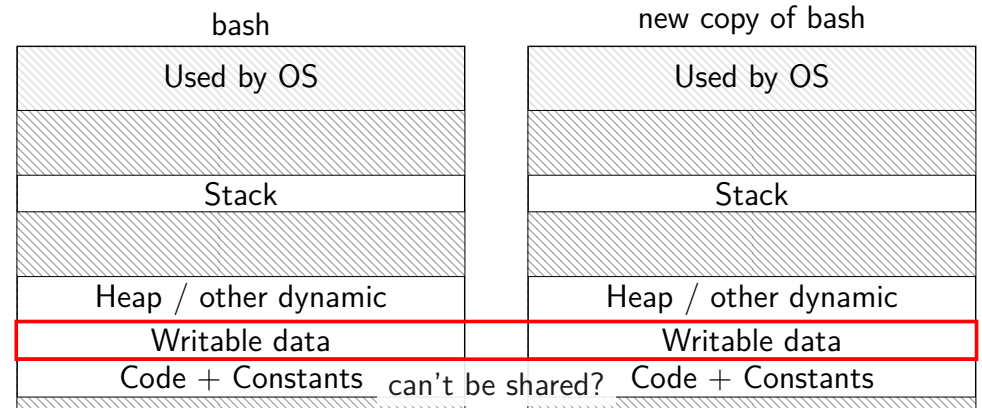 bash
new copy of bash
Used by OS
Used by OS
Stack
Stack
Heap / other dynamic
Heap / other dynamic
Writable data
Writable data
Code + Constants
can't be shared?
Code + Constants